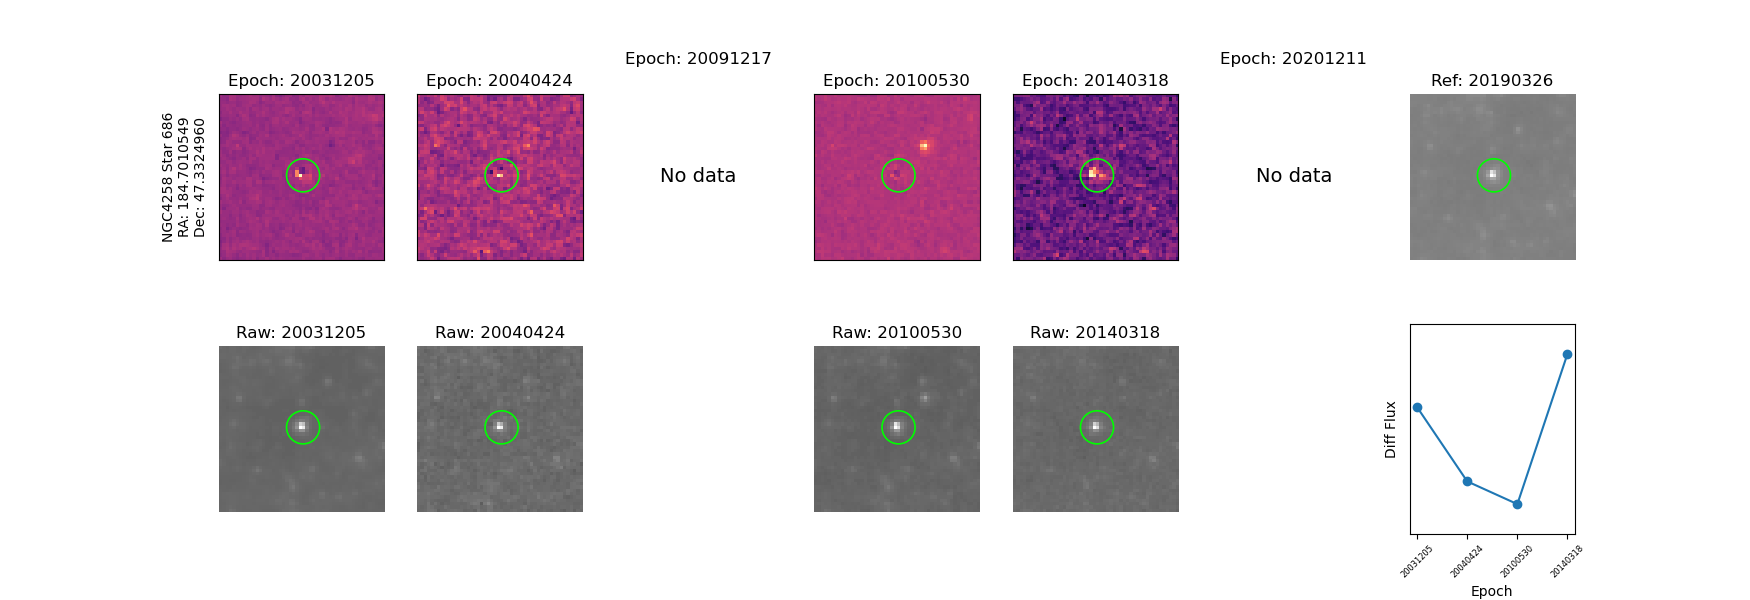 Epoch: 20091217
Epoch: 20201211
Epoch: 20031205
Epoch: 20040424
Epoch: 20100530
Epoch: 20140318
Ref: 20190326
NGC4258 Star 686
RA: 184.7010549
Dec: 47.3324960
No data
No data
Raw: 20031205
Raw: 20040424
Raw: 20100530
Raw: 20140318
Diff Flux
20031205
20040424
20100530
20140318
Epoch